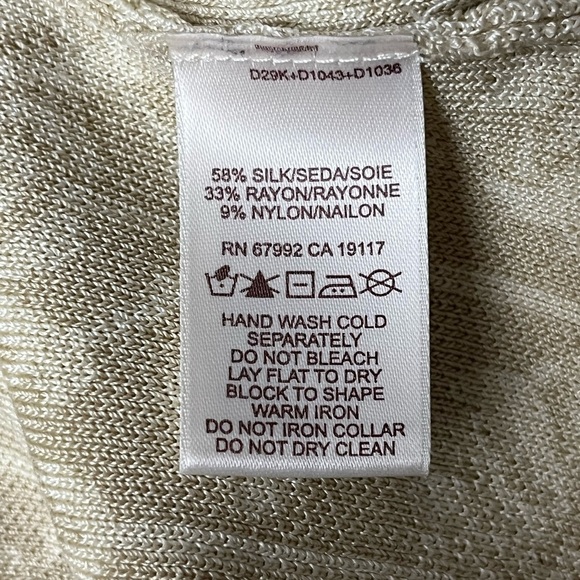 D29K+D1043+D1036
58% SILK/SEDA/SOIE
33% RAYON/RAYONNE
9% NYLON/NAILON
RN 67992 CA 19117
HAND WASH COLD
SEPARATELY
DO NOT BLEACH
LAY FLAT TO DRY
BLOCK TO SHAPE
WARM IRON
DO NOT IRON COLLAR
DO NOT DRY CLEAN